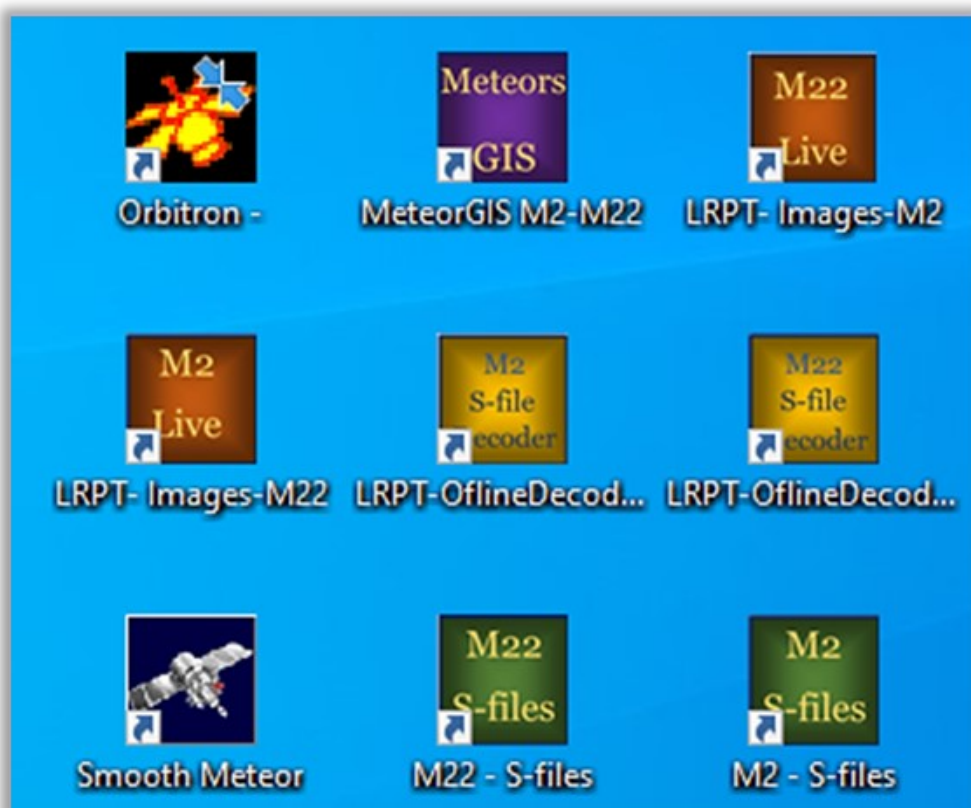 Meteors
GIS
M22
Live
Orbitron -
MeteorGIS M2-M22
LRPT- Images-M2
M2
Live
M2
S-file
ecoder
M22
S-file
ecoder
LRPT- Images-M22
LRPT-OflineDecod...
LRPT-OflineDecod...
M22
S-files
M2
S-files
Smooth Meteor
M22 - S-files
M2 - S-files